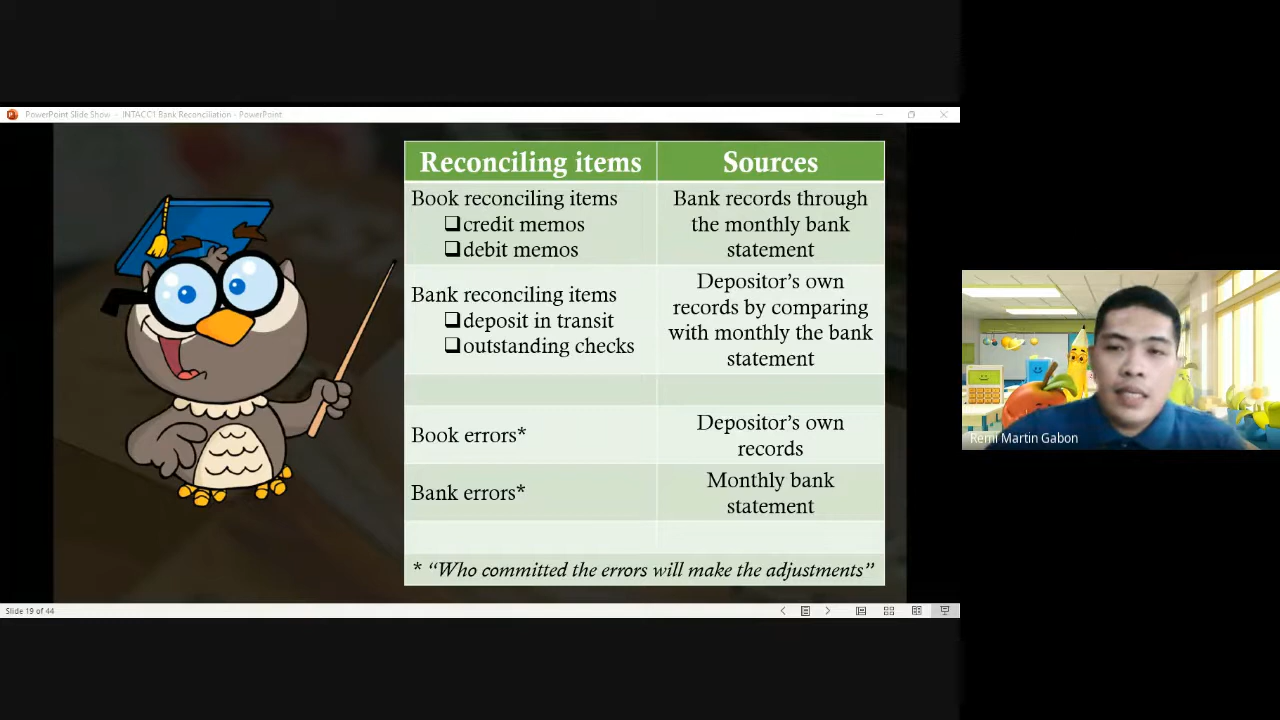 PowerPoint Slide Show - INTACC1 Bank Reconciliation - PowerPoint
Reconciling items
Sources
Book reconciling items
❑credit memos
❑debit memos
Bank records through
the monthly bank
statement
Bank reconciling items
❑deposit in transit
❑outstanding checks
Depositor's own
records by comparing
with monthly the bank
statement
Book errors*
Depositor's own
records
Bank errors*
Monthly bank
statement
* “Who committed the errors will make the adjustments”
Slide 19 of 44
Remi Martin Gabon